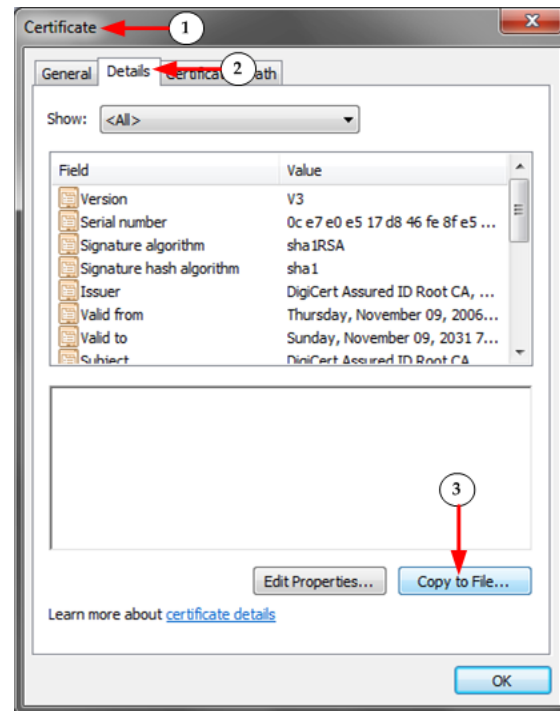 Certificate 1
General Details 2 ath
Show: <All>
Field Value
Version V3
Serial number 0c e7 e0 e5 17 d8 46 fe 8f e5 ...
Signature algorithm sha1RSA
Signature hash algorithm sha1
Issuer DigiCert Assured ID Root CA, ...
Valid from Thursday, November 09, 2006...
Valid to Sunday, November 09, 2031 7...
Subject DigiCert Assured ID Root CA
3
Edit Properties... Copy to File...
Learn more about certificate details
OK